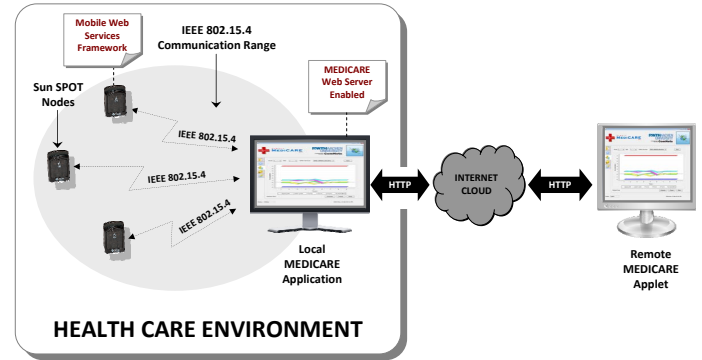 Mobile Web
Services
Framework
IEEE 802.15.4
Communication Range
MEDICARE
Web Server
Enabled
Sun SPOT
Nodes
IEEE 802.15.4
IEEE 802.15.4
IEEE 802.15.4
MEDICARE
MEDICARE
HTTP
INTERNET
CLOUD
HTTP
Local
MEDICARE
Application
Remote
MEDICARE
Applet
HEALTH CARE ENVIRONMENT